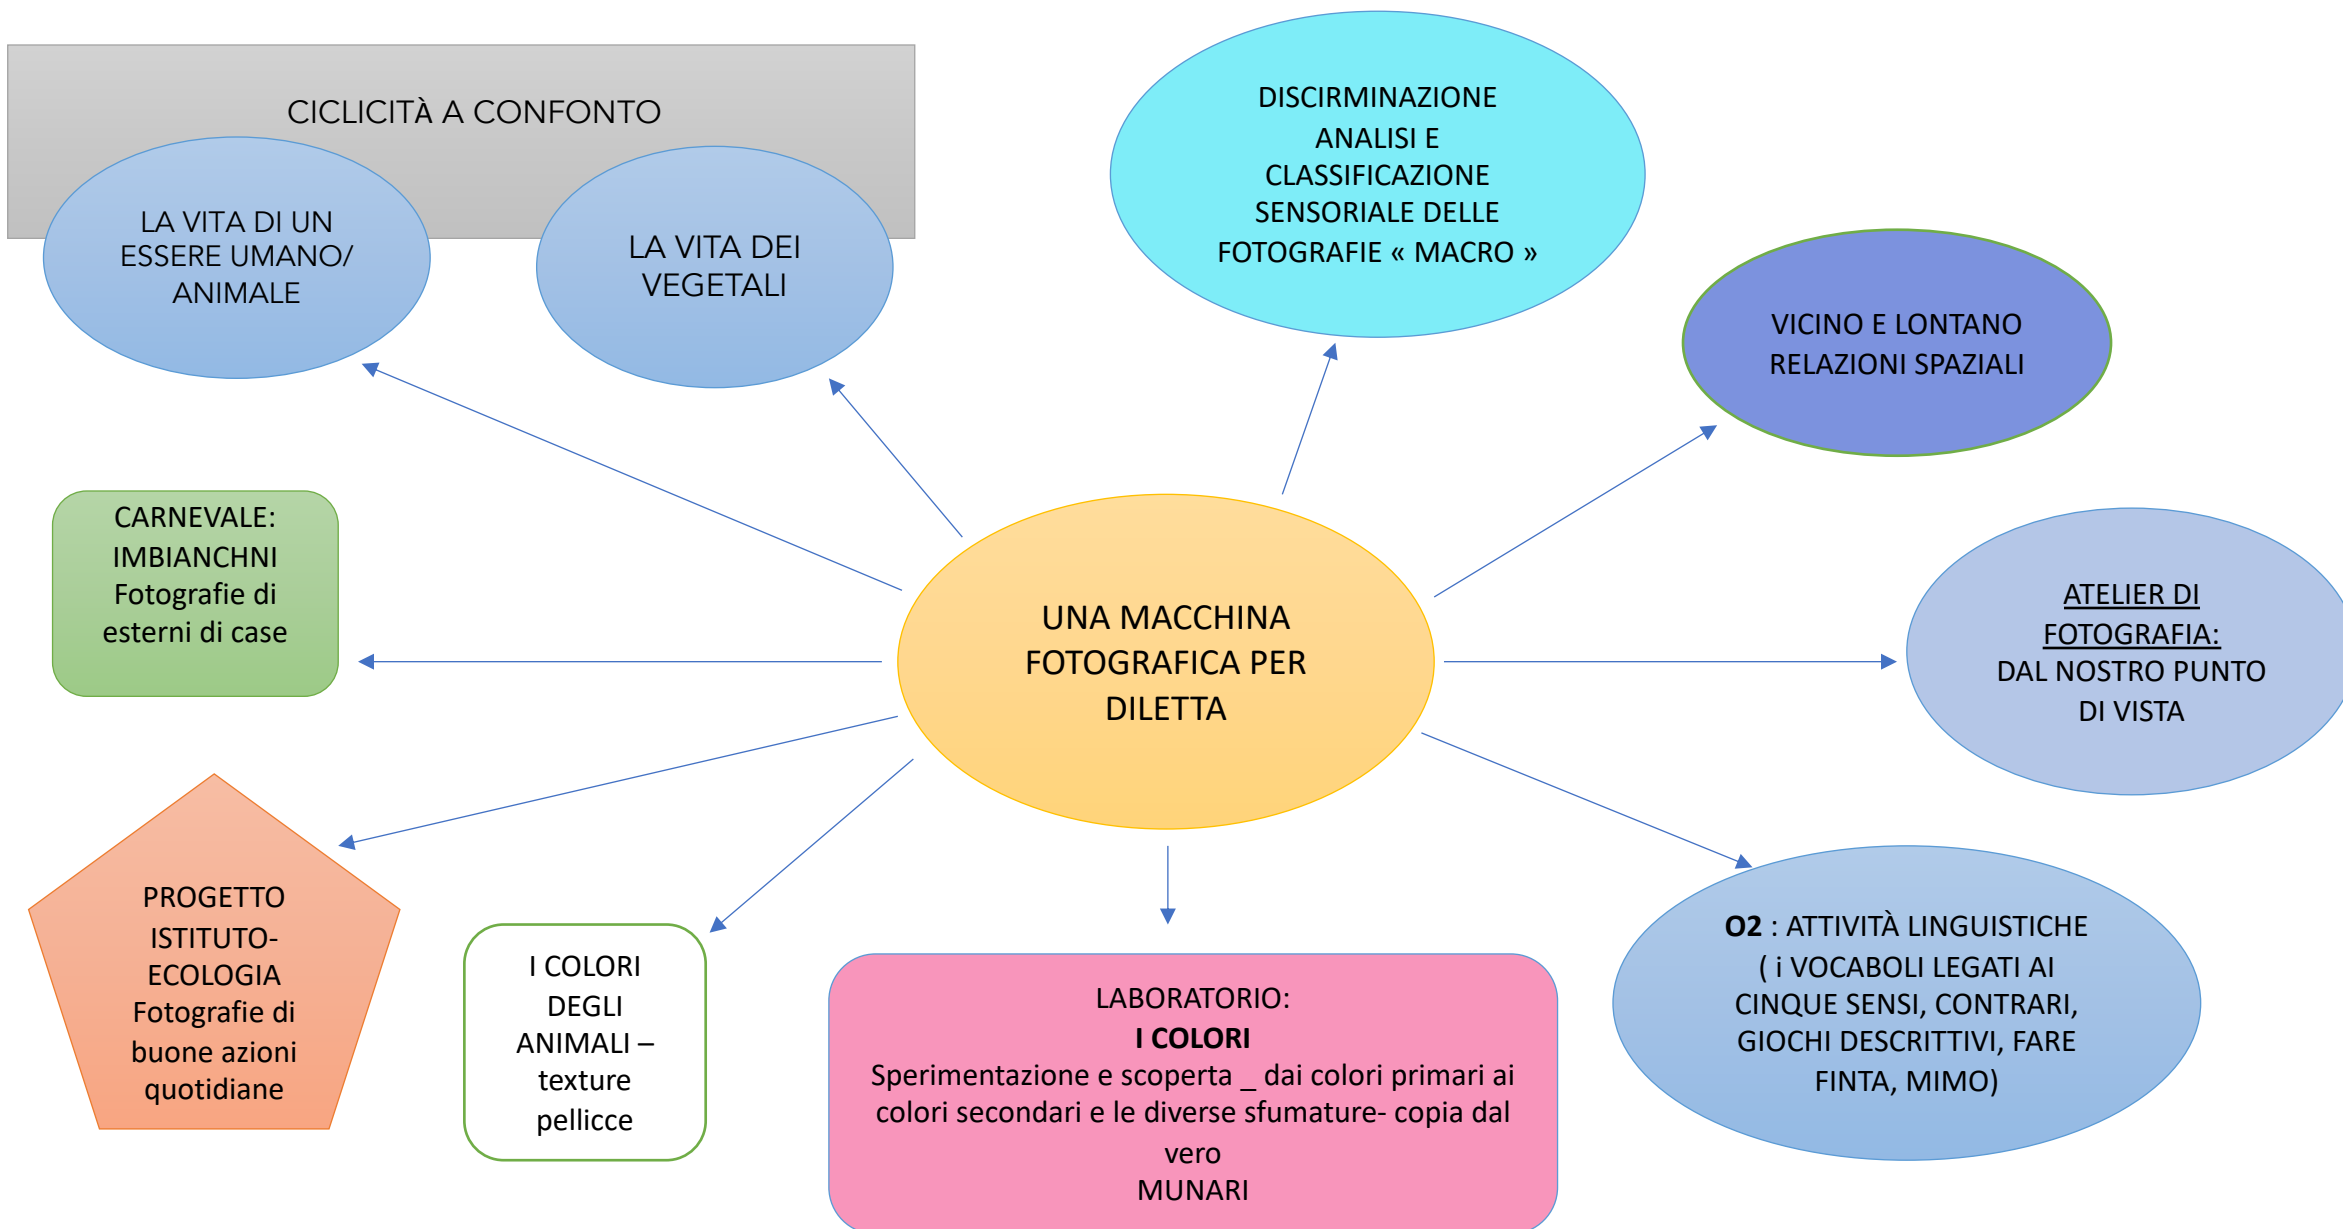 CICLICITÀ A CONFONTO
LA VITA DI UN
ESSERE UMANO/
ANIMALE
LA VITA DEI
VEGETALI
DISCIRMINAZIONE
ANALISI E
CLASSIFICAZIONE
SENSORIALE DELLE
FOTOGRAFIE « MACRO »
VICINO E LONTANO
RELAZIONI SPAZIALI
CARNEVALE:
IMBIANCHNI
Fotografie di
esterni di case
UNA MACCHINA
FOTOGRAFICA PER
DILETTA
ATELIER DI
FOTOGRAFIA:
DAL NOSTRO PUNTO
DI VISTA
PROGETTO
ISTITUTO-
ECOLOGIA
Fotografie di
buone azioni
quotidiane
I COLORI
DEGLI
ANIMALI –
texture
pellicce
LABORATORIO:
I COLORI
Sperimentazione e scoperta _ dai colori primari ai
colori secondari e le diverse sfumature- copia dal
vero
MUNARI
O2 : ATTIVITÀ LINGUISTICHE
( i VOCABOLI LEGATI AI
CINQUE SENSI, CONTRARI,
GIOCHI DESCRITTIVI, FARE
FINTA, MIMO)